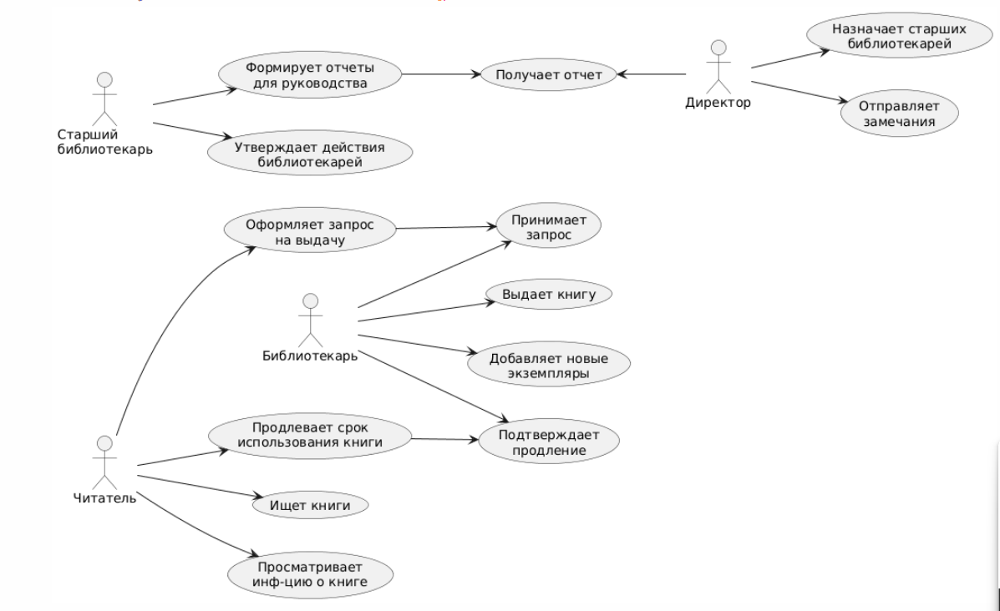 Назначает старших
библиотекарей
Формирует отчеты
для руководства
Получает отчет
Директор
Отправляет
замечания
Старший
библиотекарь
Утверждает действия
библиотекарей
Оформляет запрос
на выдачу
Принимает
запрос
Выдает книгу
Библиотекарь
Добавляет новые
экземпляры
Продлевает срок
использования книги
Подтверждает
продление
Читатель
Ищет книги
Просматривает
инф-цию о книге